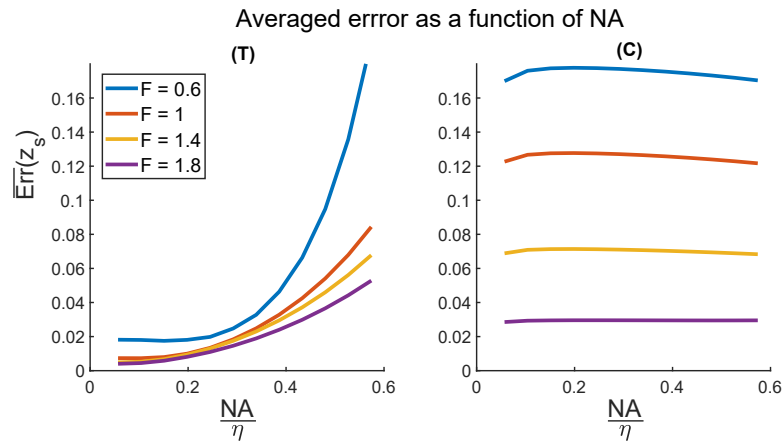 Averaged errror as a function of NA
(T)
(C)
0.16
0.14
0.12
0.1
0.08
0.06
0.04
0.02
0
F = 0.6
F = 1
F = 1.4
F = 1.8
Err(z_s)
0 0.2 0.4 0.6
NA
η
0.16
0.14
0.12
0.1
0.08
0.06
0.04
0.02
0
0 0.2 0.4 0.6
NA
η